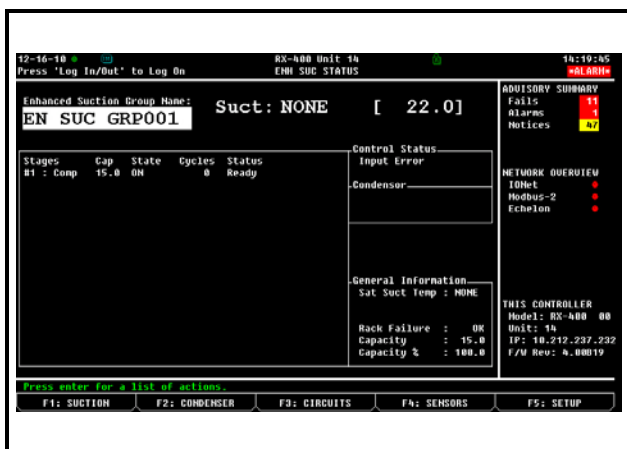 12-16-10 RX-400 Unit 14 14:19:45
Press 'Log In/Out' to Log On ENH SUC STATUS *ALARM*
ADVISORY SUMMARY
Fails 11
Alarms 1
Notices 47
Enhanced Suction Group Name:
EN SUC GRP001 Suct: NONE [ 22.0]
Stages Cap State Cycles Status
#1 : Comp 15.0 ON 0 Ready
Control Status
Input Error
Condensor
General Information
Sat Suct Temp : NONE
Rack Failure : OK
Capacity : 15.0
Capacity % : 100.0
NETWORK OVERVIEW
IONet
Modbus-2
Echelon
THIS CONTROLLER
Model: RX-400 00
Unit: 14
IP: 10.212.237.232
F/W Rev: 4.00B19
Press enter for a list of actions.
F1: SUCTION F2: CONDENSER F3: CIRCUITS F4: SENSORS F5: SETUP